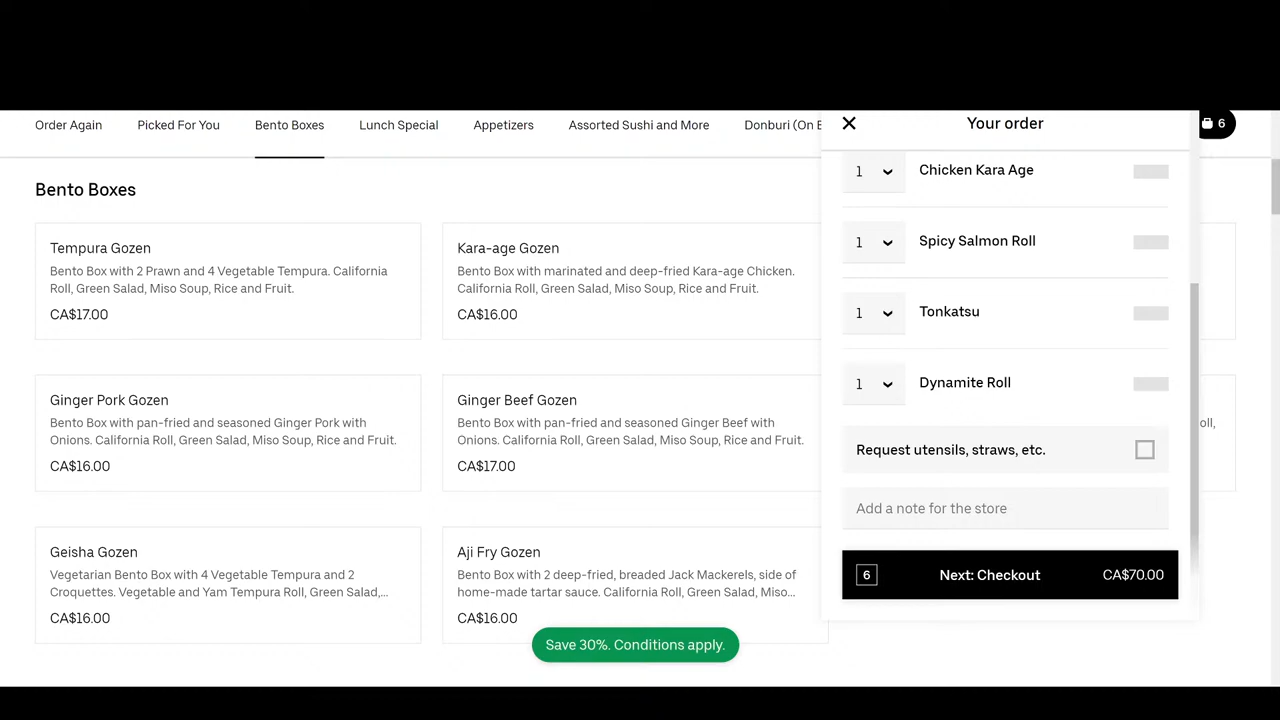 Order Again
Picked For You
Bento Boxes
Lunch Special
Appetizers
Assorted Sushi and More
Donburi (On
6
Bento Boxes
Tempura Gozen
Bento Box with 2 Prawn and 4 Vegetable Tempura. California
Roll, Green Salad, Miso Soup, Rice and Fruit.
CA$17.00
Kara-age Gozen
Bento Box with marinated and deep-fried Kara-age Chicken.
California Roll, Green Salad, Miso Soup, Rice and Fruit.
CA$16.00
Ginger Pork Gozen
Bento Box with pan-fried and seasoned Ginger Pork with
Onions. California Roll, Green Salad, Miso Soup, Rice and Fruit.
CA$16.00
Ginger Beef Gozen
Bento Box with pan-fried and seasoned Ginger Beef with
Onions. California Roll, Green Salad, Miso Soup, Rice and Fruit.
CA$17.00
Geisha Gozen
Vegetarian Bento Box with 4 Vegetable Tempura and 2
Croquettes. Vegetable and Yam Tempura Roll, Green Salad,...
CA$16.00
Aji Fry Gozen
Bento Box with 2 deep-fried, breaded Jack Mackerels, side of
home-made tartar sauce. California Roll, Green Salad, Miso...
CA$16.00
Save 30%. Conditions apply.
Your order
1 Chicken Kara Age
1 Spicy Salmon Roll
1 Tonkatsu
1 Dynamite Roll
Request utensils, straws, etc.
Add a note for the store
6 Next: Checkout CA$70.00